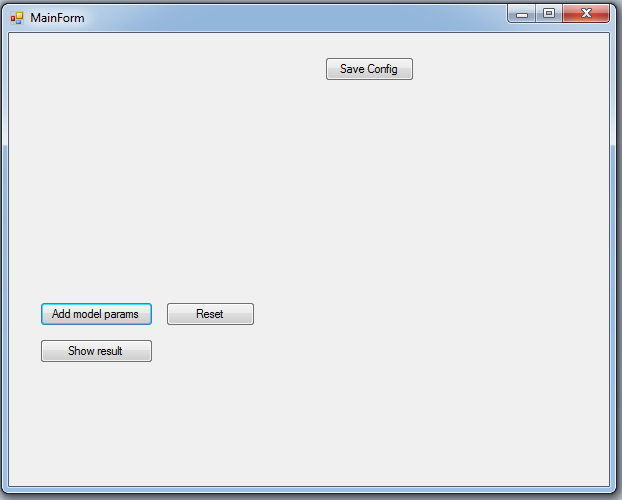 MainForm
Save Config
Add model params
Reset
Show result